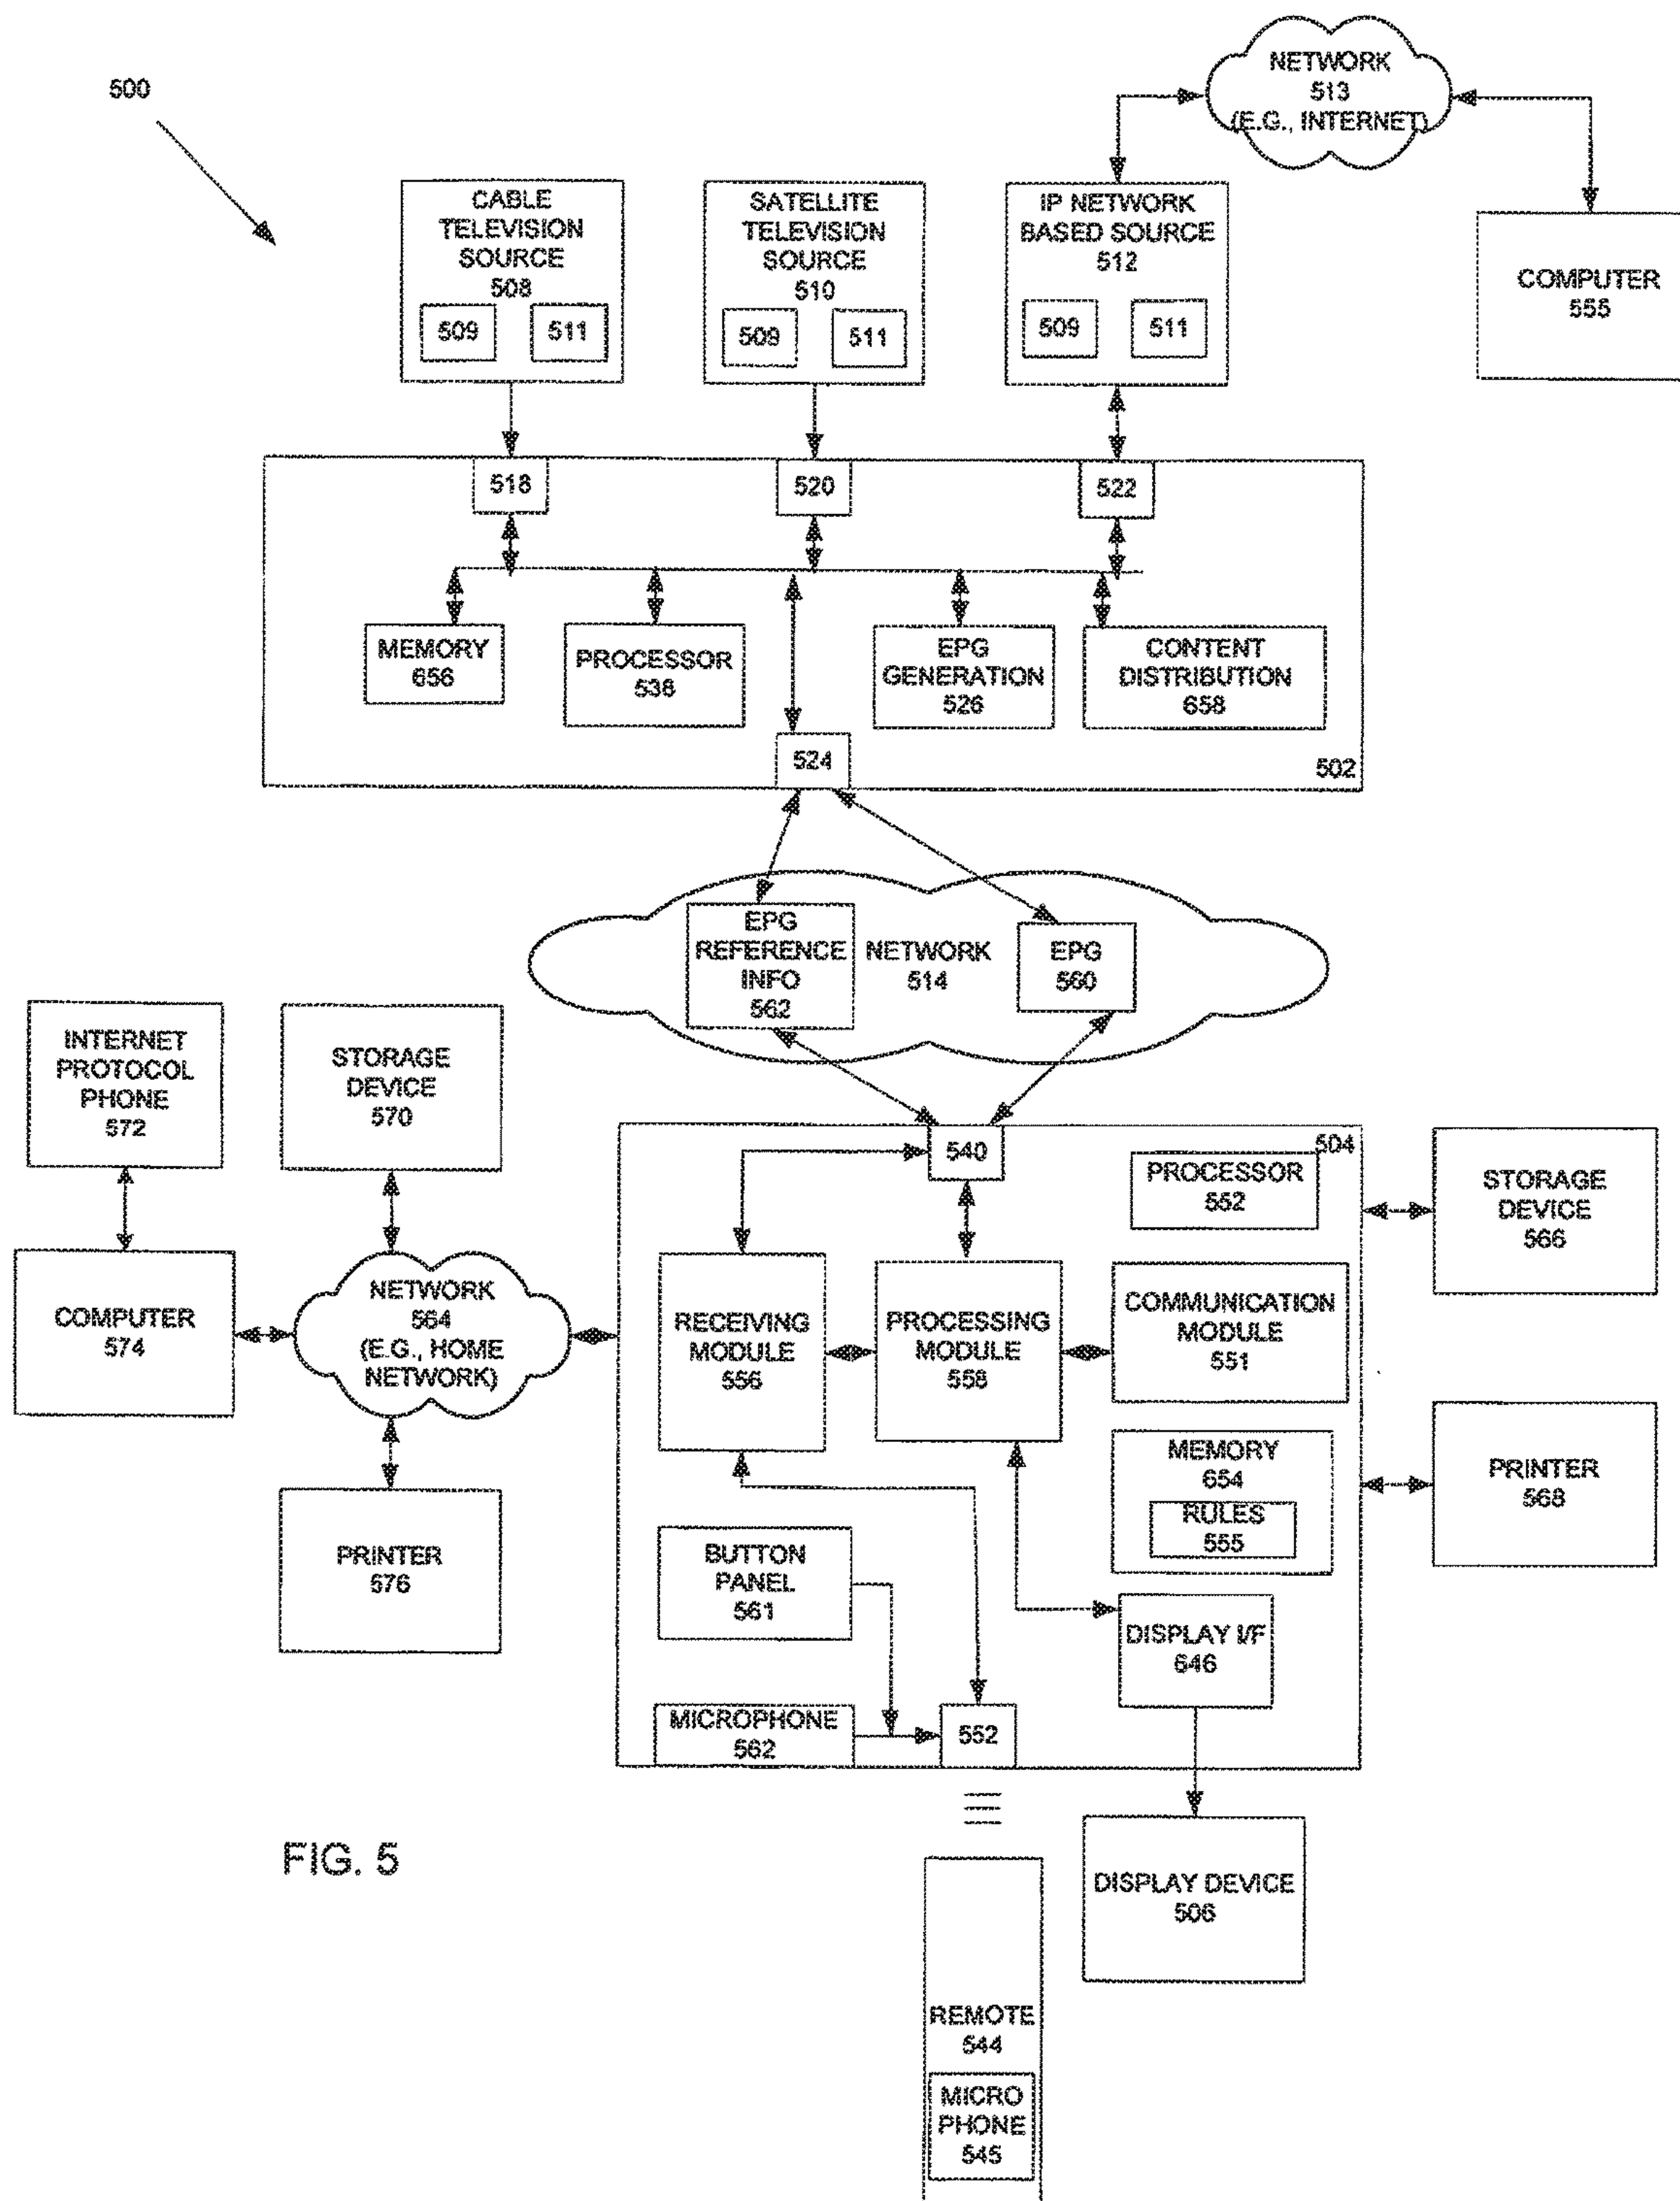 500
NETWORK
513
(E.G., INTERNET)
CABLE
TELEVISION
SOURCE
508
509
511
SATELLITE
TELEVISION
SOURCE
510
509
511
IP NETWORK
BASED SOURCE
512
509
511
COMPUTER
555
518
520
522
MEMORY
656
PROCESSOR
538
EPG
GENERATION
526
CONTENT
DISTRIBUTION
658
524
502
EPG
REFERENCE
INFO
562
NETWORK
514
EPG
560
INTERNET
PROTOCOL
PHONE
572
STORAGE
DEVICE
570
COMPUTER
574
NETWORK
564
(E.G., HOME
NETWORK)
PRINTER
576
540
504
PROCESSOR
552
RECEIVING
MODULE
556
PROCESSING
MODULE
558
COMMUNICATION
MODULE
551
MEMORY
654
RULES
555
BUTTON
PANEL
561
DISPLAY I/F
646
MICROPHONE
562
552
STORAGE
DEVICE
566
PRINTER
568
DISPLAY DEVICE
506
REMOTE
544
MICRO
PHONE
545
FIG. 5